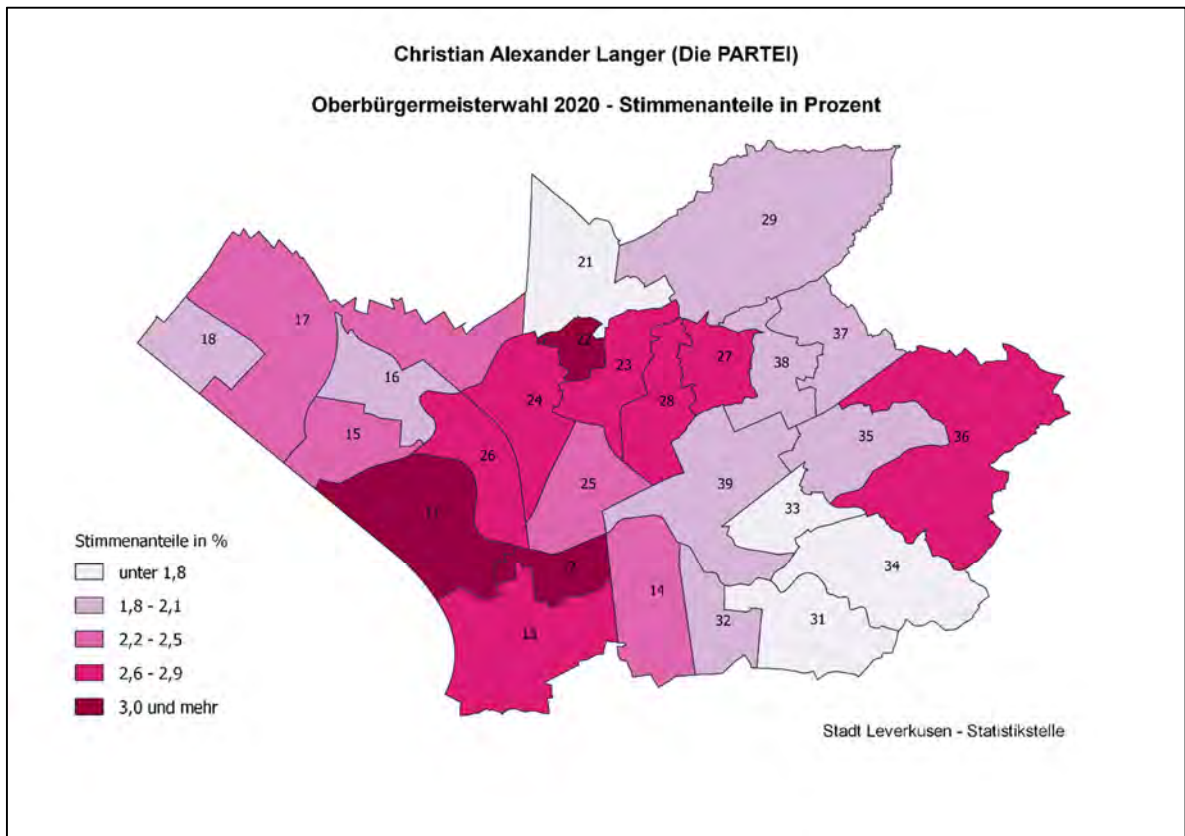 Christian Alexander Langer (Die PARTEI)
Oberbürgermeisterwahl 2020 - Stimmenanteile in Prozent
29
21
17
37
18
22
23
27
38
16
24
28
15
35
36
26
25
39
33
34
14
32
31
13
Stimmenanteile in %
unter 1,8
1,8 - 2,1
2,2 - 2,5
2,6 - 2,9
3,0 und mehr
Stadt Leverkusen - Statistikstelle